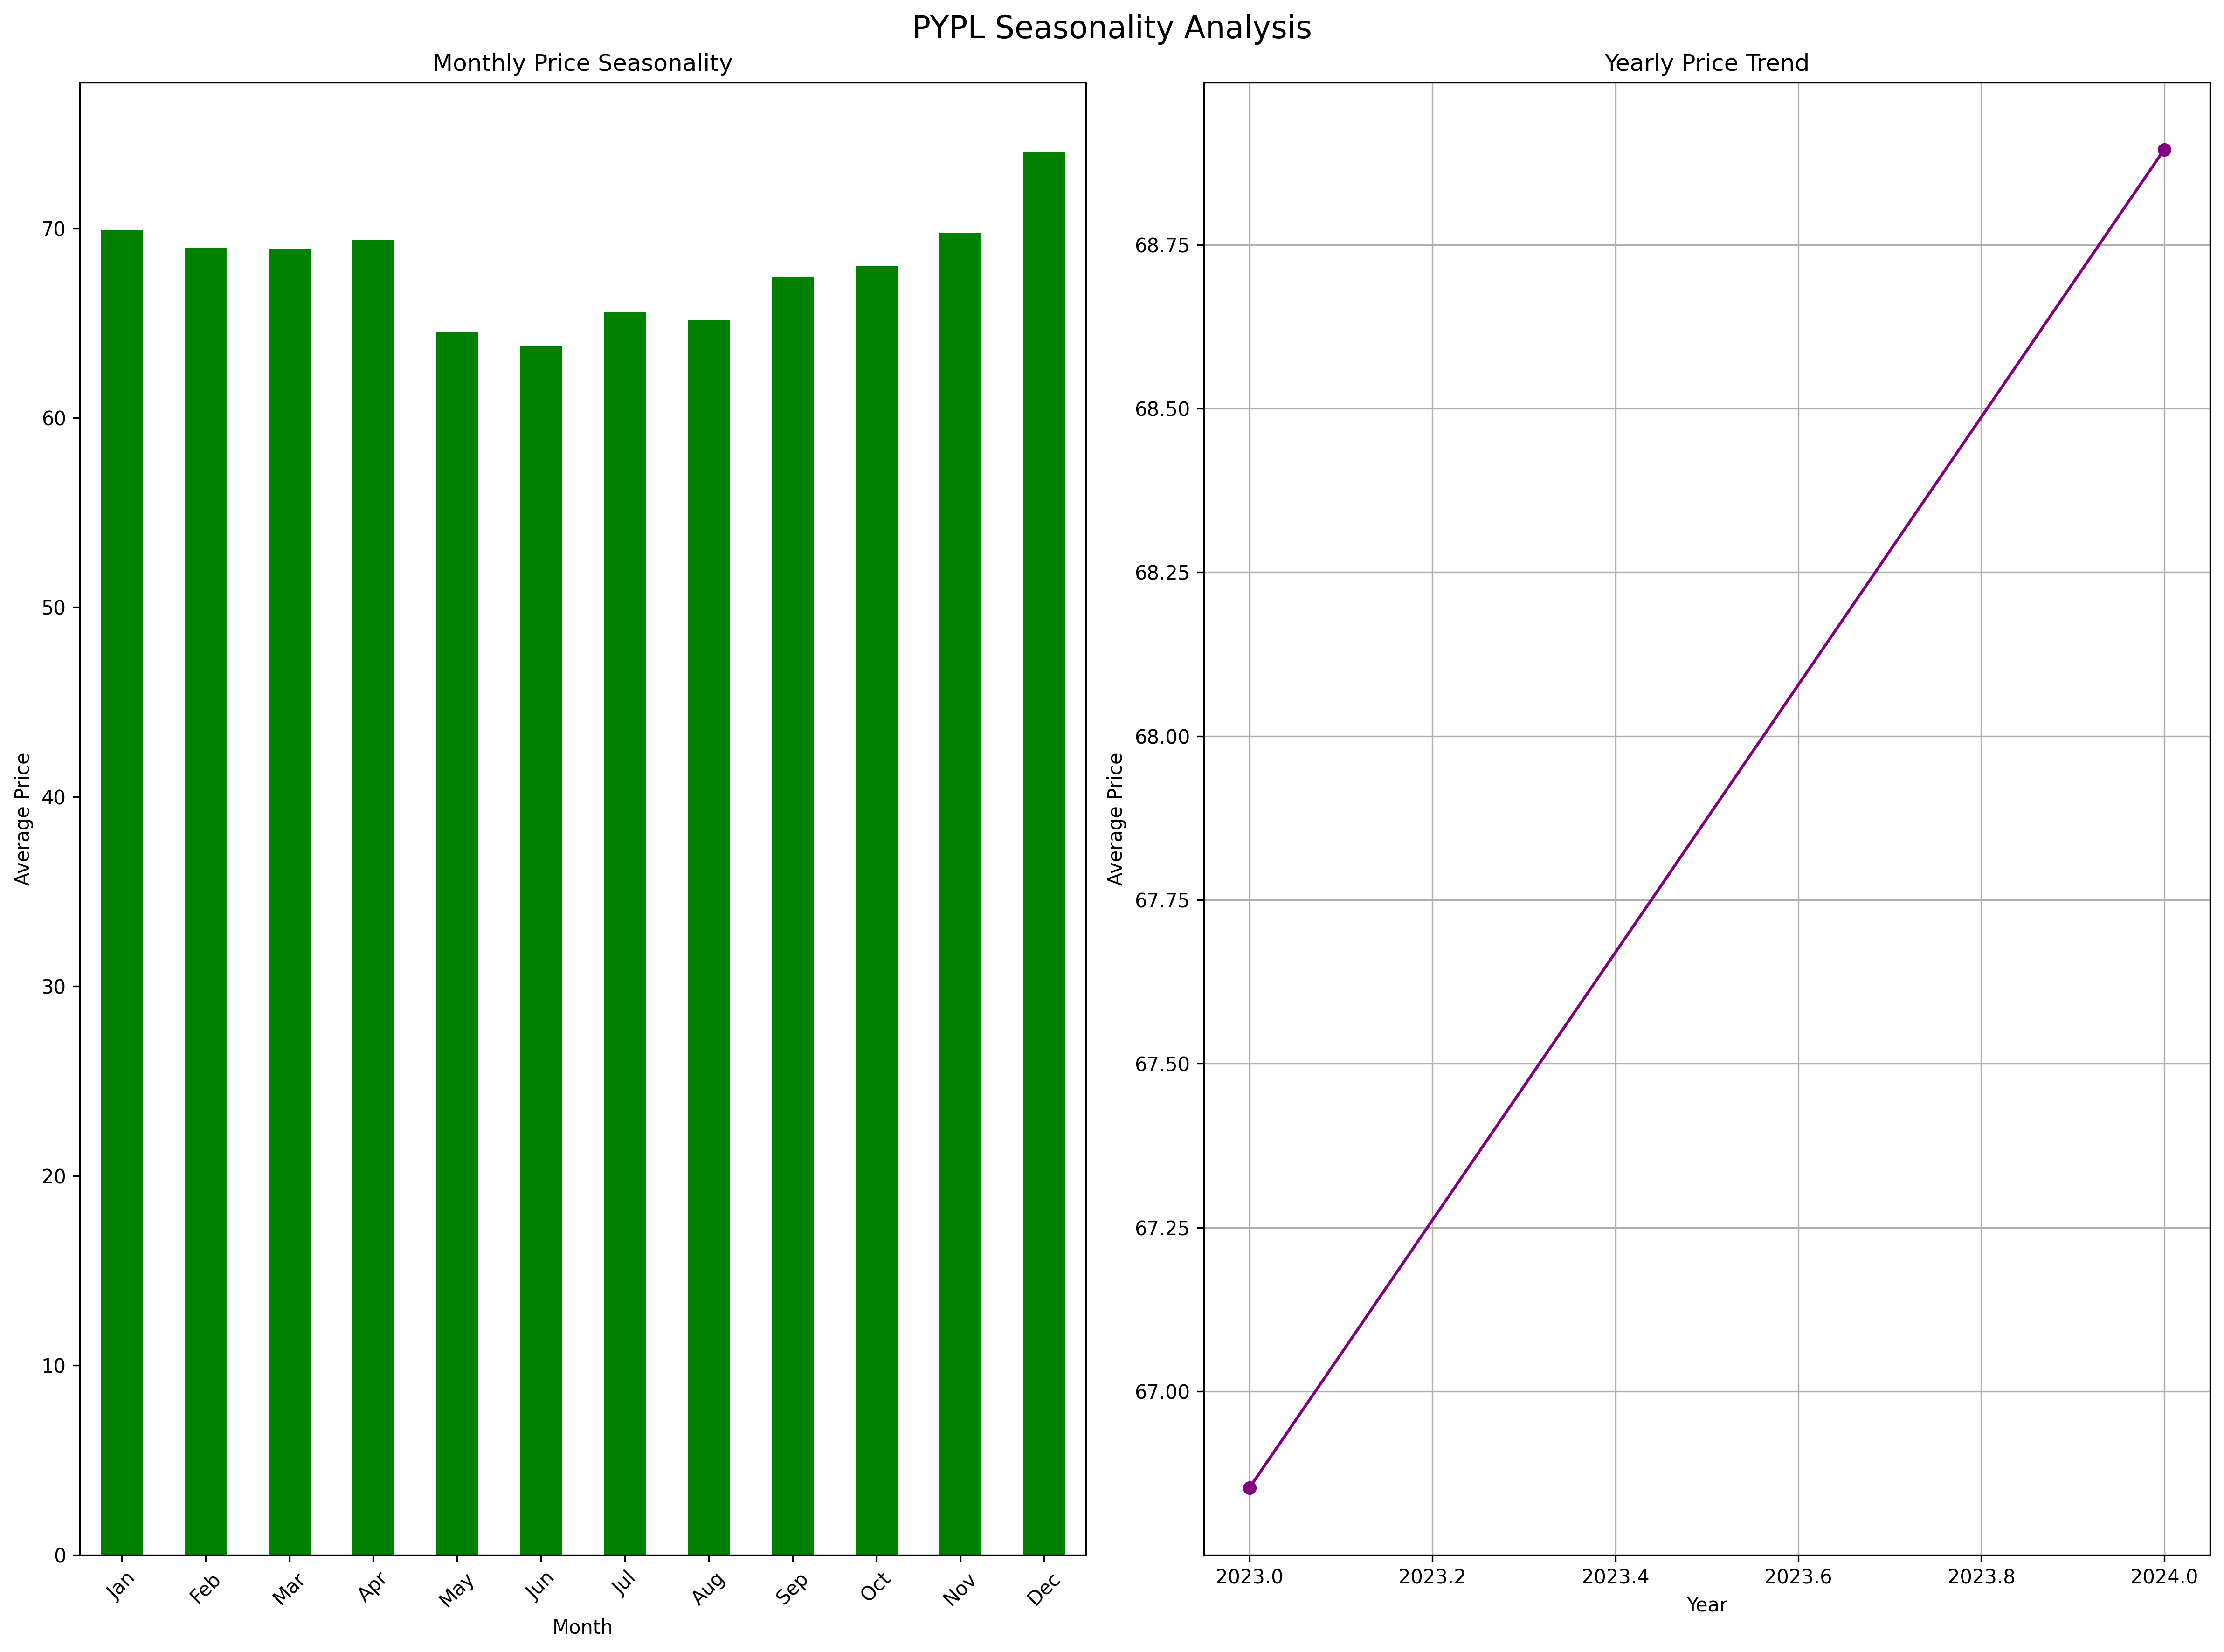 PYPL Seasonality Analysis
Monthly Price Seasonality
Average Price
70
60
50
40
30
20
10
0
Jan
Feb
Mar
Apr
May
Jun
Jul
Aug
Sep
Oct
Nov
Dec
Month
Yearly Price Trend
Average Price
68.75
68.50
68.25
68.00
67.75
67.50
67.25
67.00
2023.0
2023.2
2023.4
2023.6
2023.8
2024.0
Year